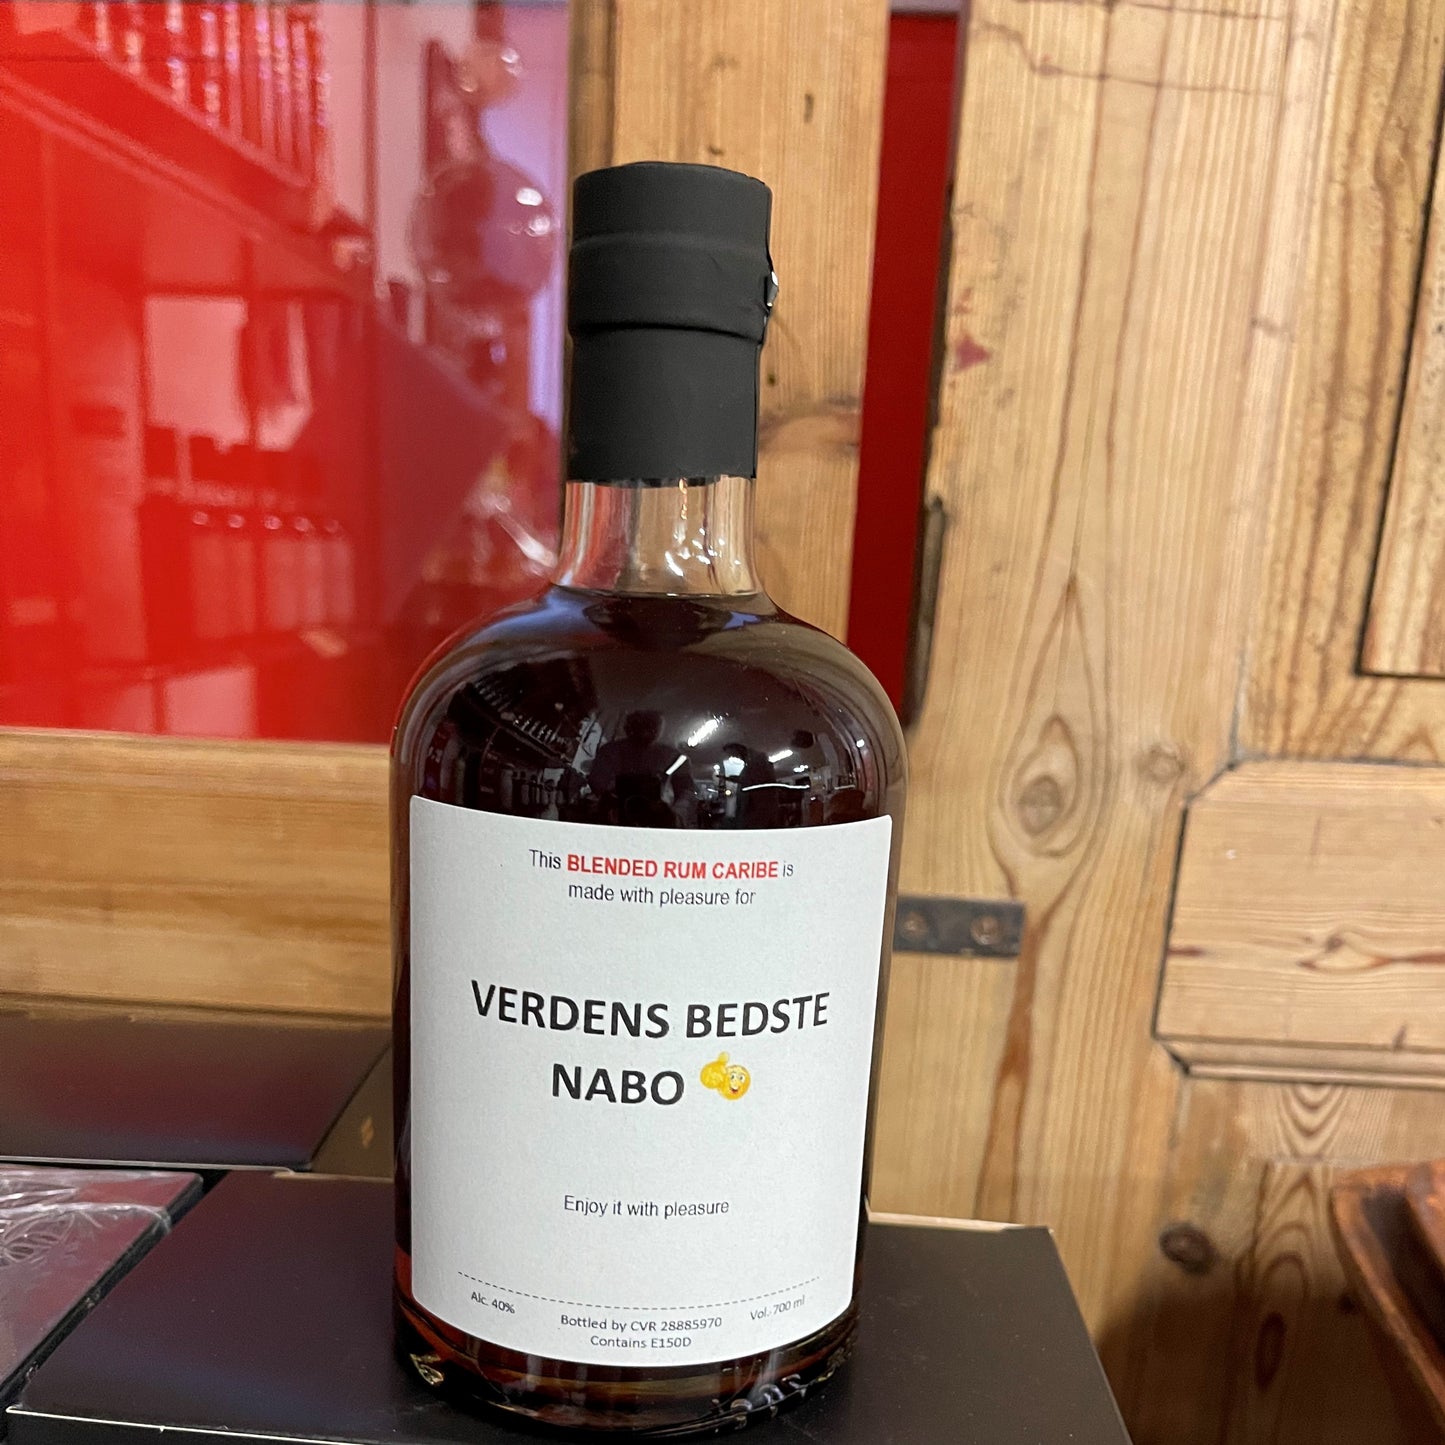 This BLENDED RUM CARIBE is
made with pleasure for
VERDENS BEDSTE
NABO
Enjoy it with pleasure
Alc. 40%
Bottled by CVR 28885970
Vol. 700 ml
Contains E150D